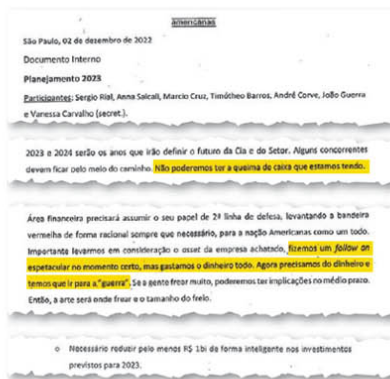 americanas
São Paulo, 02 de dezembro de 2022
Documento Interno
Planejamento 2023
Participantes: Sergio Rial, Anna Saicali, Marcio Cruz, Timótheo Barros, André Corve, João Guerra
e Vanessa Carvalho (secret.).
2023 e 2024 serão os anos que irão definir o futuro da Cia e do Setor. Alguns concorrentes
devem ficar pelo meio do caminho. Não poderemos ter a queima de caixa que estamos tendo.
Área financeira precisará assumir o seu papel de 2ª linha de defesa, levantando a bandeira
vermelha de forma racional sempre que necessário, para a nação Americanas como um todo.
Importante levarmos em consideração o asset da empresa achatado, fizemos um follow on
espetacular no momento certo, mas gastamos o dinheiro todo. Agora precisamos do dinheiro e
temos que ir para a "guerra". Se a gente frear muito, poderemos ter implicações no médio prazo.
Então, a arte será onde frear e o tamanho do freio.
o Necessário reduzir pelo menos R$ 1bi de forma inteligente nos investimentos
previstos para 2023.